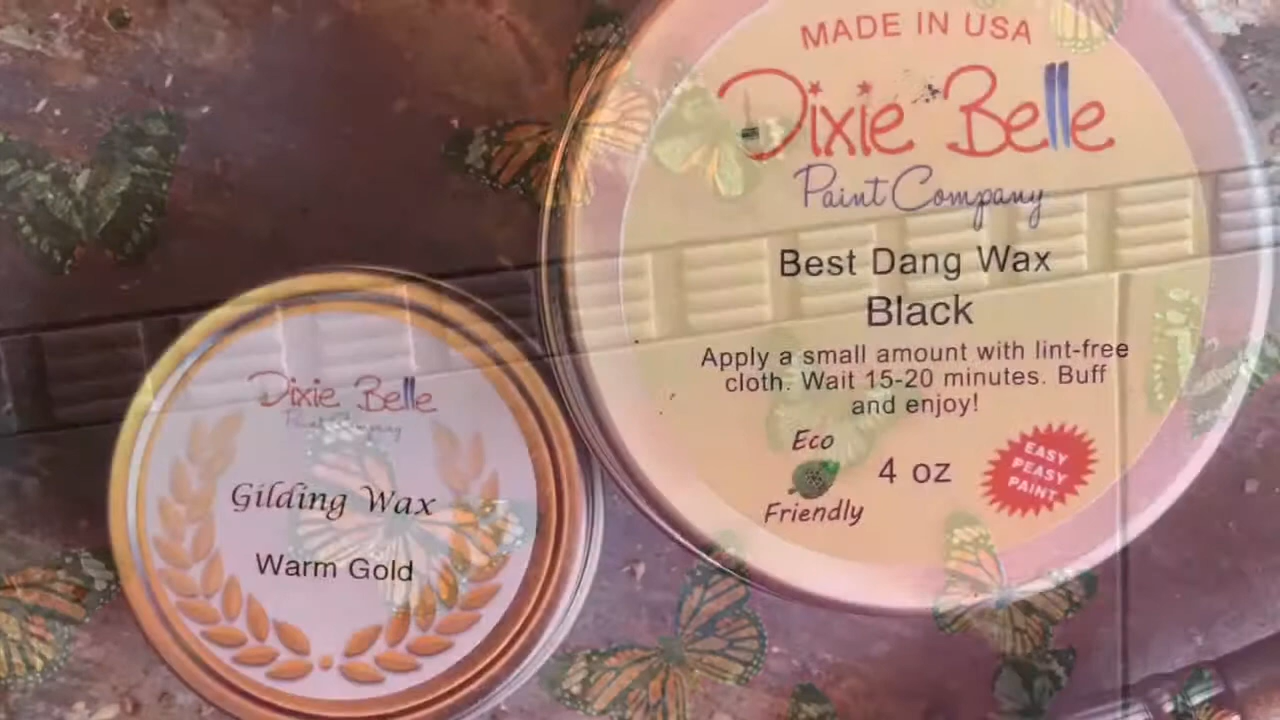 MADE IN USA
Dixie Belle
Paint Company
Best Dang Wax
Black
Apply a small amount with lint-free
cloth. Wait 15-20 minutes. Buff
and enjoy!
Eco
Friendly
4 oz
EASY
PEASY
PAINT
Dixie Belle
Paint Company
Gilding Wax
Warm Gold